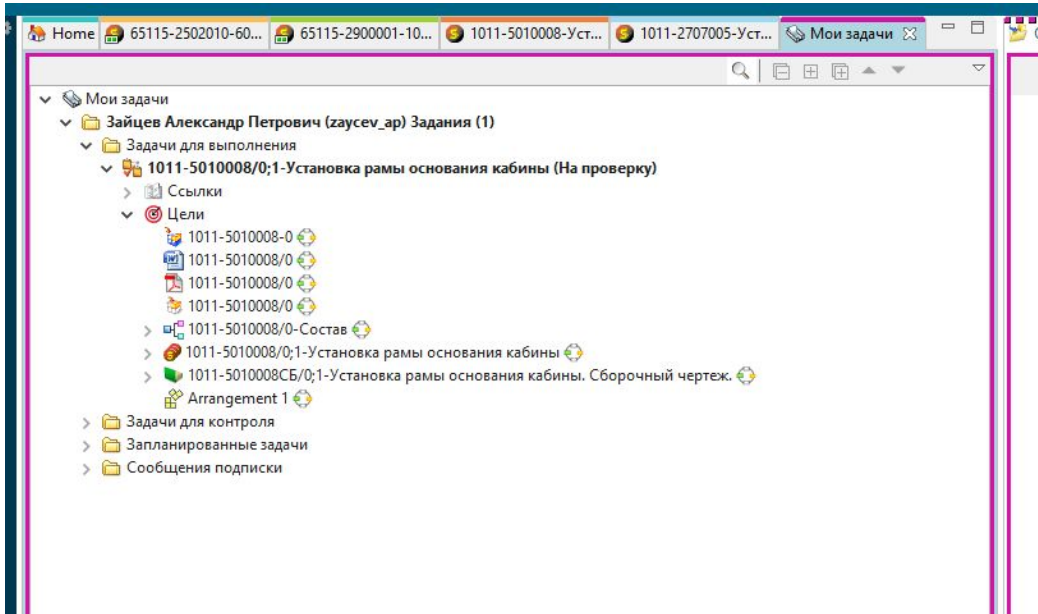 Home
65115-2502010-60...
65115-2900001-10...
1011-5010008-Уст...
1011-2707005-Уст...
Мои задачи
Мои задачи
Зайцев Александр Петрович (zaycev_ap) Задания (1)
Задачи для выполнения
1011-5010008/0;1-Установка рамы основания кабины (На проверку)
Ссылки
Цели
1011-5010008-0
1011-5010008/0
1011-5010008/0
1011-5010008/0
1011-5010008/0-Состав
1011-5010008/0;1-Установка рамы основания кабины
1011-5010008СБ/0;1-Установка рамы основания кабины. Сборочный чертеж.
Arrangement 1
Задачи для контроля
Запланированные задачи
Сообщения подписки